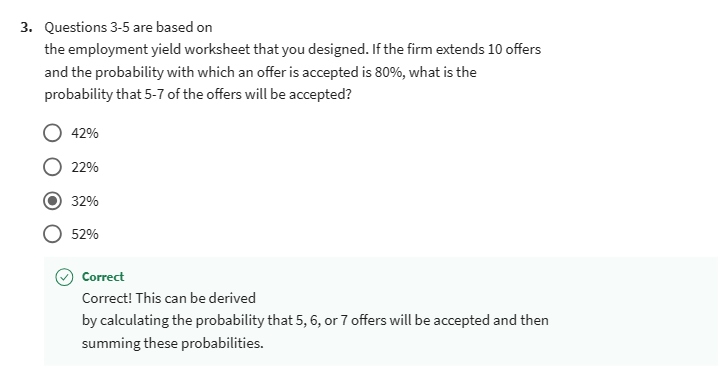 3. Questions 3-5 are based on
the employment yield worksheet that you designed. If the firm extends 10 offers
and the probability with which an offer is accepted is 80%, what is the
probability that 5-7 of the offers will be accepted?
42%
22%
32%
52%
Correct
Correct! This can be derived
by calculating the probability that 5, 6, or 7 offers will be accepted and then
summing these probabilities.